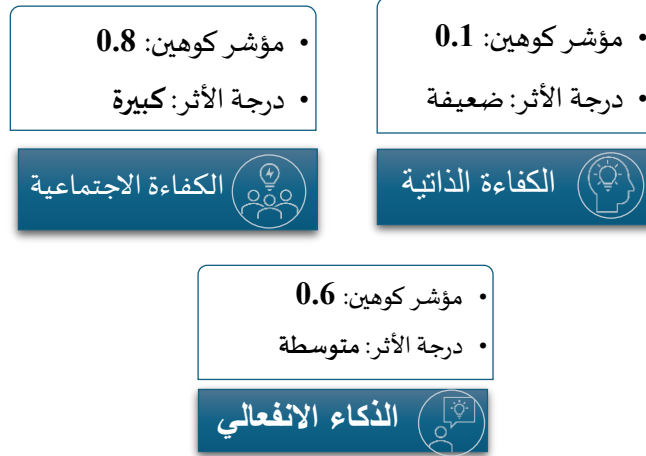 • مؤشر كوهين: 0.1
• درجة الأثر: ضعيفة
الكفاءة الذاتية
• مؤشر كوهين: 0.8
• درجة الأثر: كبيرة
الكفاءة الاجتماعية
• مؤشر كوهين: 0.6
• درجة الأثر: متوسطة
الذكاء الانفعالي